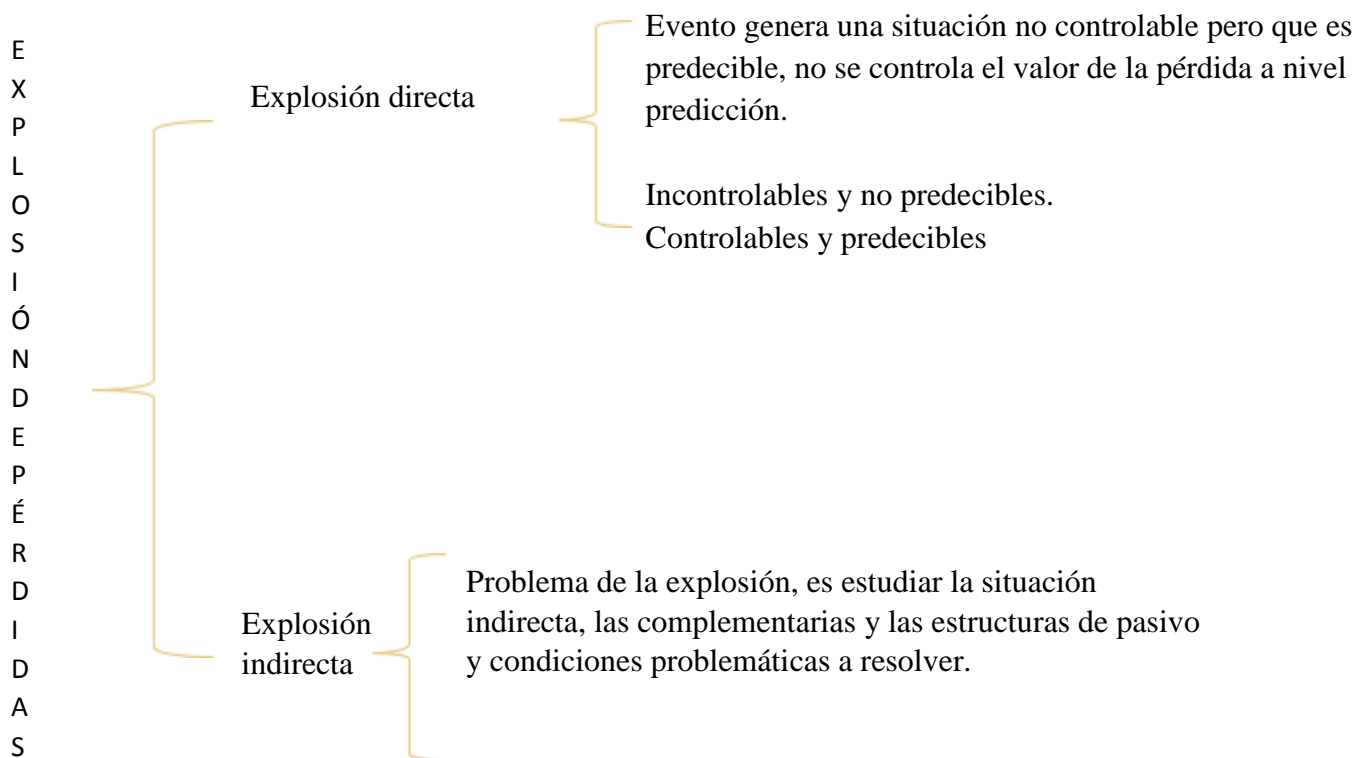 E
X
P
L
O
S
I
Ó
N
D
E
P
É
R
D
I
D
A
S
Explosión directa
Evento genera una situación no controlable pero que es
predecible, no se controla el valor de la pérdida a nivel
predicción.
Incontrolables y no predecibles.
Controlables y predecibles
Explosión
indirecta
Problema de la explosión, es estudiar la situación
indirecta, las complementarias y las estructuras de pasivo
y condiciones problemáticas a resolver.